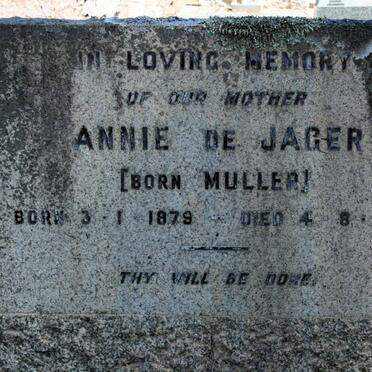 IN LOVING MEMORY
OF OUR MOTHER
ANNIE DE JAGER
[BORN MULLER]
BORN 3 - 1 - 1879 - DIED 4 - 8 -
THY WILL BE DONE.